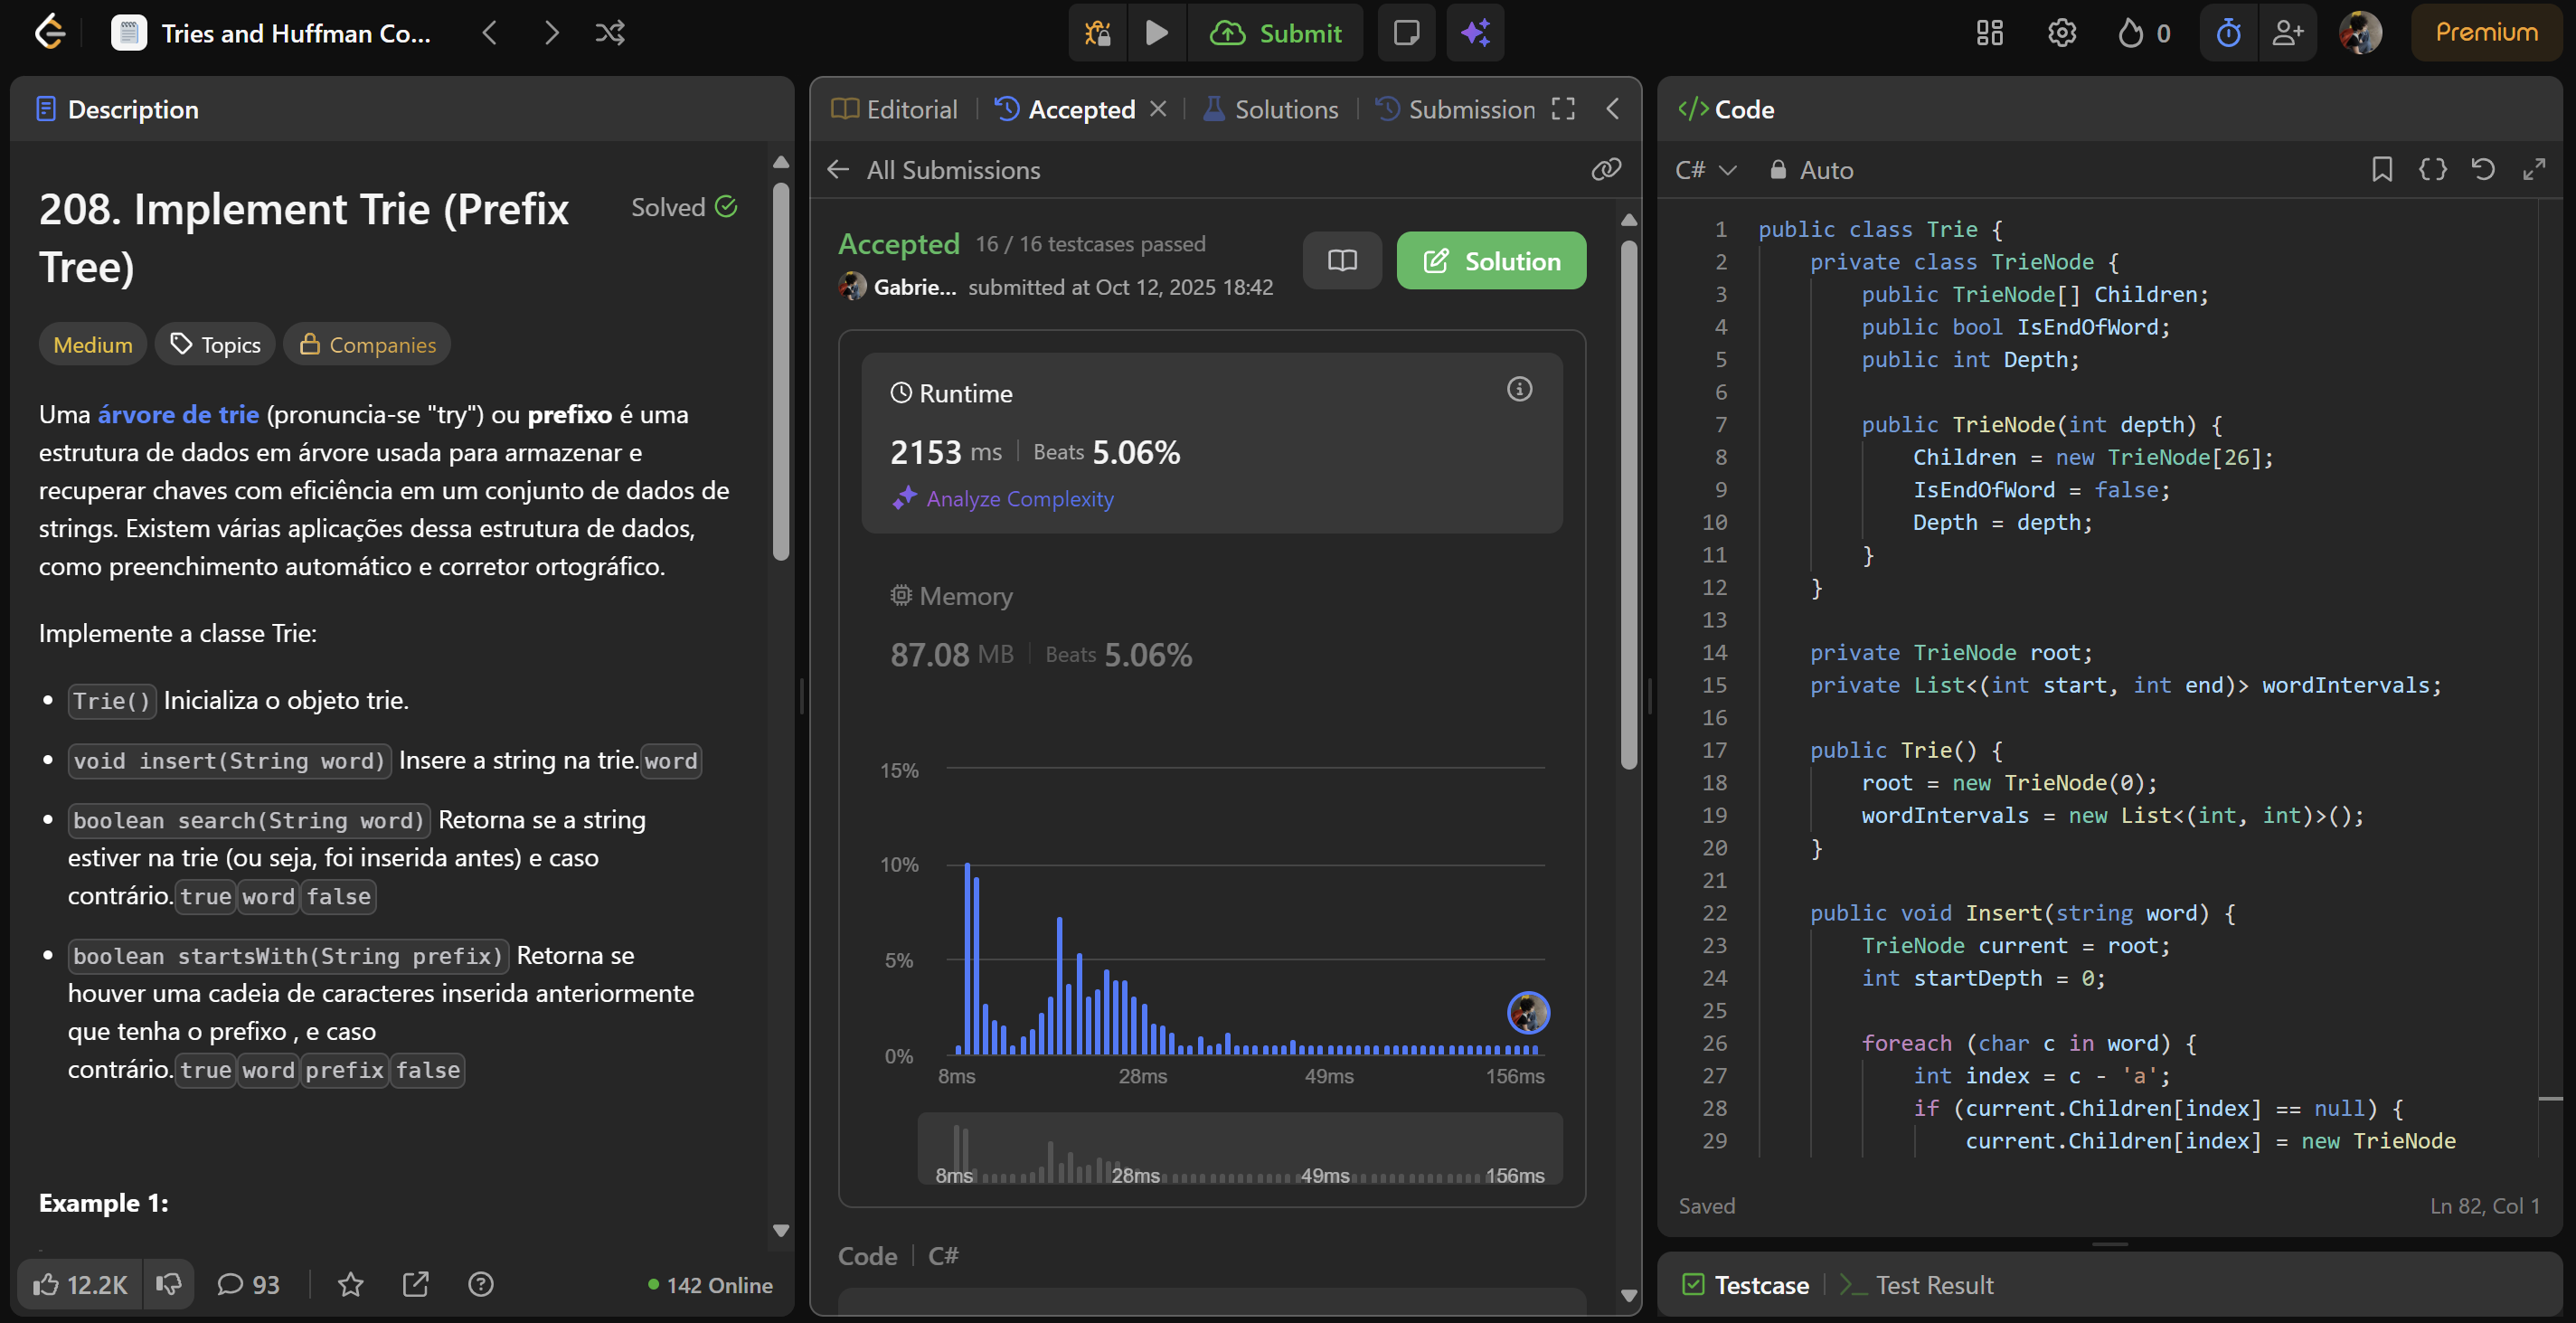 Tries and Huffman Co...
Submit
0
Premium
Description
208. Implement Trie (Prefix
Tree)
Solved
Medium
Topics
Companies
Uma árvore de trie (pronuncia-se "try") ou prefixo é uma
estrutura de dados em árvore usada para armazenar e
recuperar chaves com eficiência em um conjunto de dados de
strings. Existem várias aplicações dessa estrutura de dados,
como preenchimento automático e corretor ortográfico.
Implemente a classe Trie:
• Trie() Inicializa o objeto trie.
• void insert(String word) Insere a string na trie. word
• boolean search(String word) Retorna se a string
estiver na trie (ou seja, foi inserida antes) e caso
contrário. true word false
• boolean startsWith(String prefix) Retorna se
houver uma cadeia de caracteres inserida anteriormente
que tenha o prefixo , e caso
contrário. true word prefix false
Example 1:
12.2K
93
142 Online
Editorial
Accepted
Solutions
Submission
All Submissions
Accepted 16 / 16 testcases passed
Gabrie... submitted at Oct 12, 2025 18:42
Solution
Runtime
2153 ms | Beats 5.06%
Analyze Complexity
Memory
87.08 MB | Beats 5.06%
15%
10%
5%
0%
8ms 28ms 49ms 156ms
8ms 28ms 49ms 156ms
Code | C#
</> Code
C# Auto
1 public class Trie {
2 private class TrieNode {
3 public TrieNode[] Children;
4 public bool IsEndOfWord;
5 public int Depth;
6
7 public TrieNode(int depth) {
8 Children = new TrieNode[26];
9 IsEndOfWord = false;
10 Depth = depth;
11 }
12 }
13
14 private TrieNode root;
15 private List<(int start, int end)> wordIntervals;
16
17 public Trie() {
18 root = new TrieNode(0);
19 wordIntervals = new List<(int, int)>();
20 }
21
22 public void Insert(string word) {
23 TrieNode current = root;
24 int startDepth = 0;
25
26 foreach (char c in word) {
27 int index = c - 'a';
28 if (current.Children[index] == null) {
29 current.Children[index] = new TrieNode
Saved
Ln 82, Col 1
Testcase
Test Result